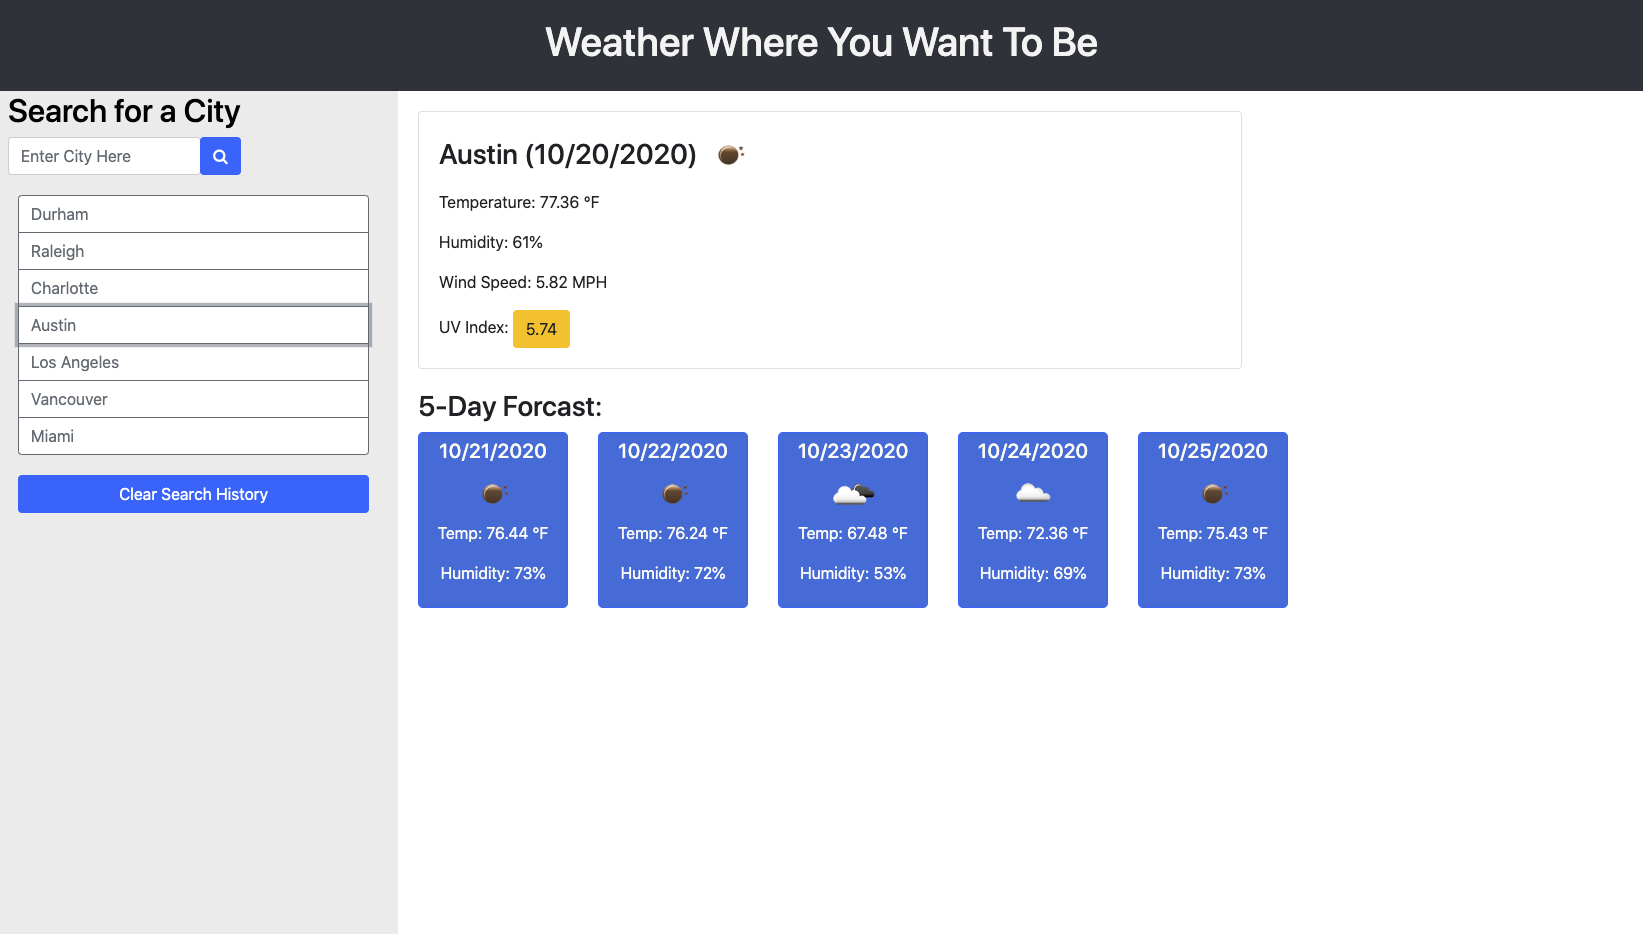 Weather Where You Want To Be
Search for a City
Enter City Here
Durham
Raleigh
Charlotte
Austin
Los Angeles
Vancouver
Miami
Clear Search History
Austin (10/20/2020)
Temperature: 77.36 °F
Humidity: 61%
Wind Speed: 5.82 MPH
UV Index: 5.74
5-Day Forcast:
10/21/2020
Temp: 76.44 °F
Humidity: 73%
10/22/2020
Temp: 76.24 °F
Humidity: 72%
10/23/2020
Temp: 67.48 °F
Humidity: 53%
10/24/2020
Temp: 72.36 °F
Humidity: 69%
10/25/2020
Temp: 75.43 °F
Humidity: 73%